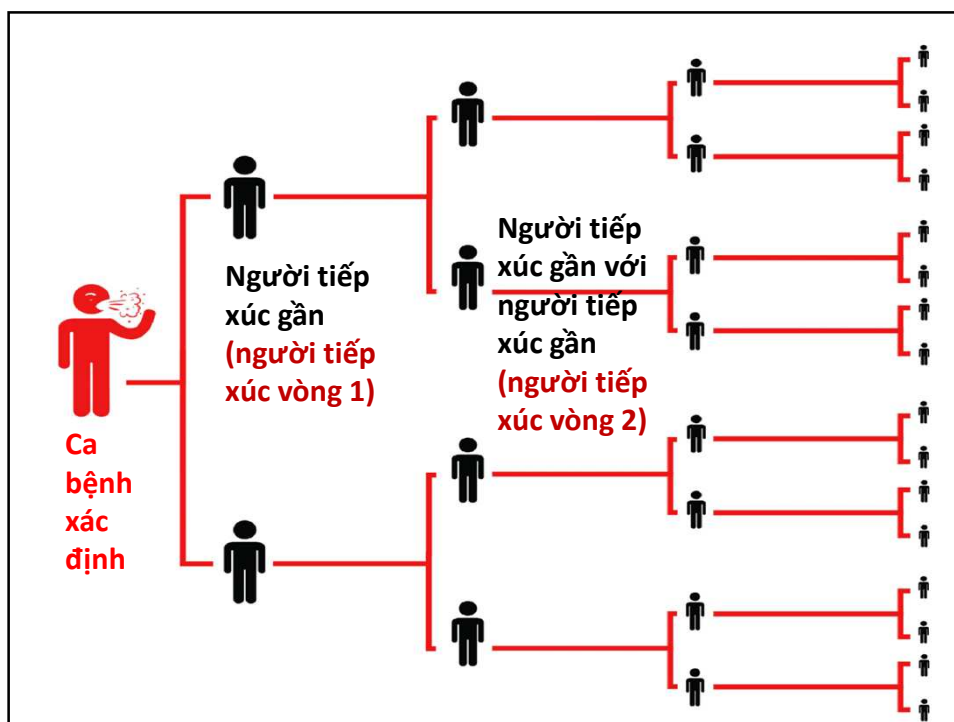 Người tiếp
xúc gần
(người tiếp
xúc vòng 1)
Người tiếp
xúc gần với
người tiếp
xúc gần
(người tiếp
xúc vòng 2)
Ca
bệnh
xác
định